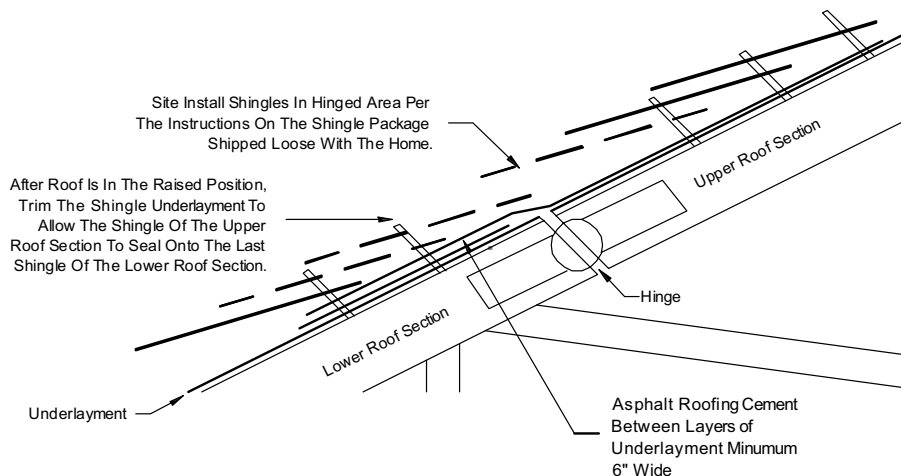 Site Install Shingles In Hinged Area Per
The Instructions On The Shingle Package
Shipped Loose With The Home.
After Roof Is In The Raised Position,
Trim The Shingle Underlayment To
Allow The Shingle Of The Upper
Roof Section To Seal Onto The Last
Shingle Of The Lower Roof Section.
Upper Roof Section
Hinge
Lower Roof Section
Underlayment
Asphalt Roofing Cement
Between Layers of
Underlayment Minumum
6" Wide